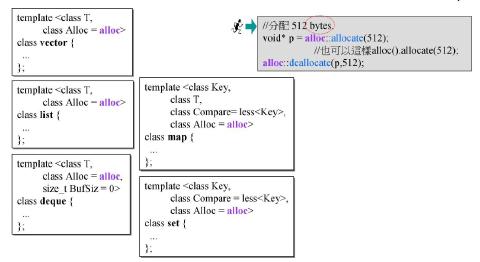 template <class T,
class Alloc = alloc>
class vector {
...
};
template <class T,
class Alloc = alloc>
class list {
...
};
template <class T,
class Alloc = alloc,
size_t BufSiz = 0>
class deque {
...
};
template <class Key,
class T,
class Compare= less<Key>,
class Alloc = alloc>
class map {
...
};
template <class Key,
class Compare = less<Key>,
class Alloc = alloc>
class set {
...
};
//分配 512 bytes.
void* p = alloc::allocate(512);
//也可以這樣alloc().allocate(512);
alloc::deallocate(p,512);